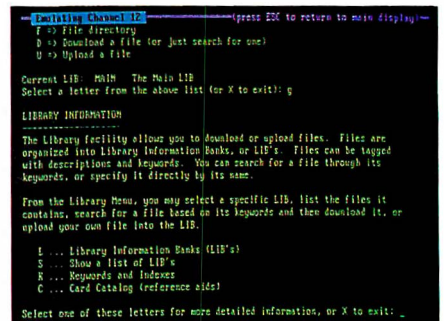 Emulating Channel 12 (press ESC to return to main display)
F => File directory
D => Download a file (or just search for one)
U => Upload a file
Current LIB: MAIN The Main LIB
Select a letter from the above list (or X to exit): g
LIBRARY INFORMATION
-------------------
The Library facility allows you to download or upload files. Files are
organized into Library Information Banks, or LIB's. Files can be tagged
with descriptions and keywords. You can search for a file through its
keywords, or specify it directly by its name.
From the Library Menu, you may select a specific LIB, list the files it
contains, search for a file based on its keywords and then download it, or
upload your own file into the LIB.
L ... Library Information Banks (LIB's)
S ... Show a list of LIB's
K ... Keywords and Indexes
C ... Card Catalog (reference aids)
Select one of these letters for more detailed information, or X to exit: _